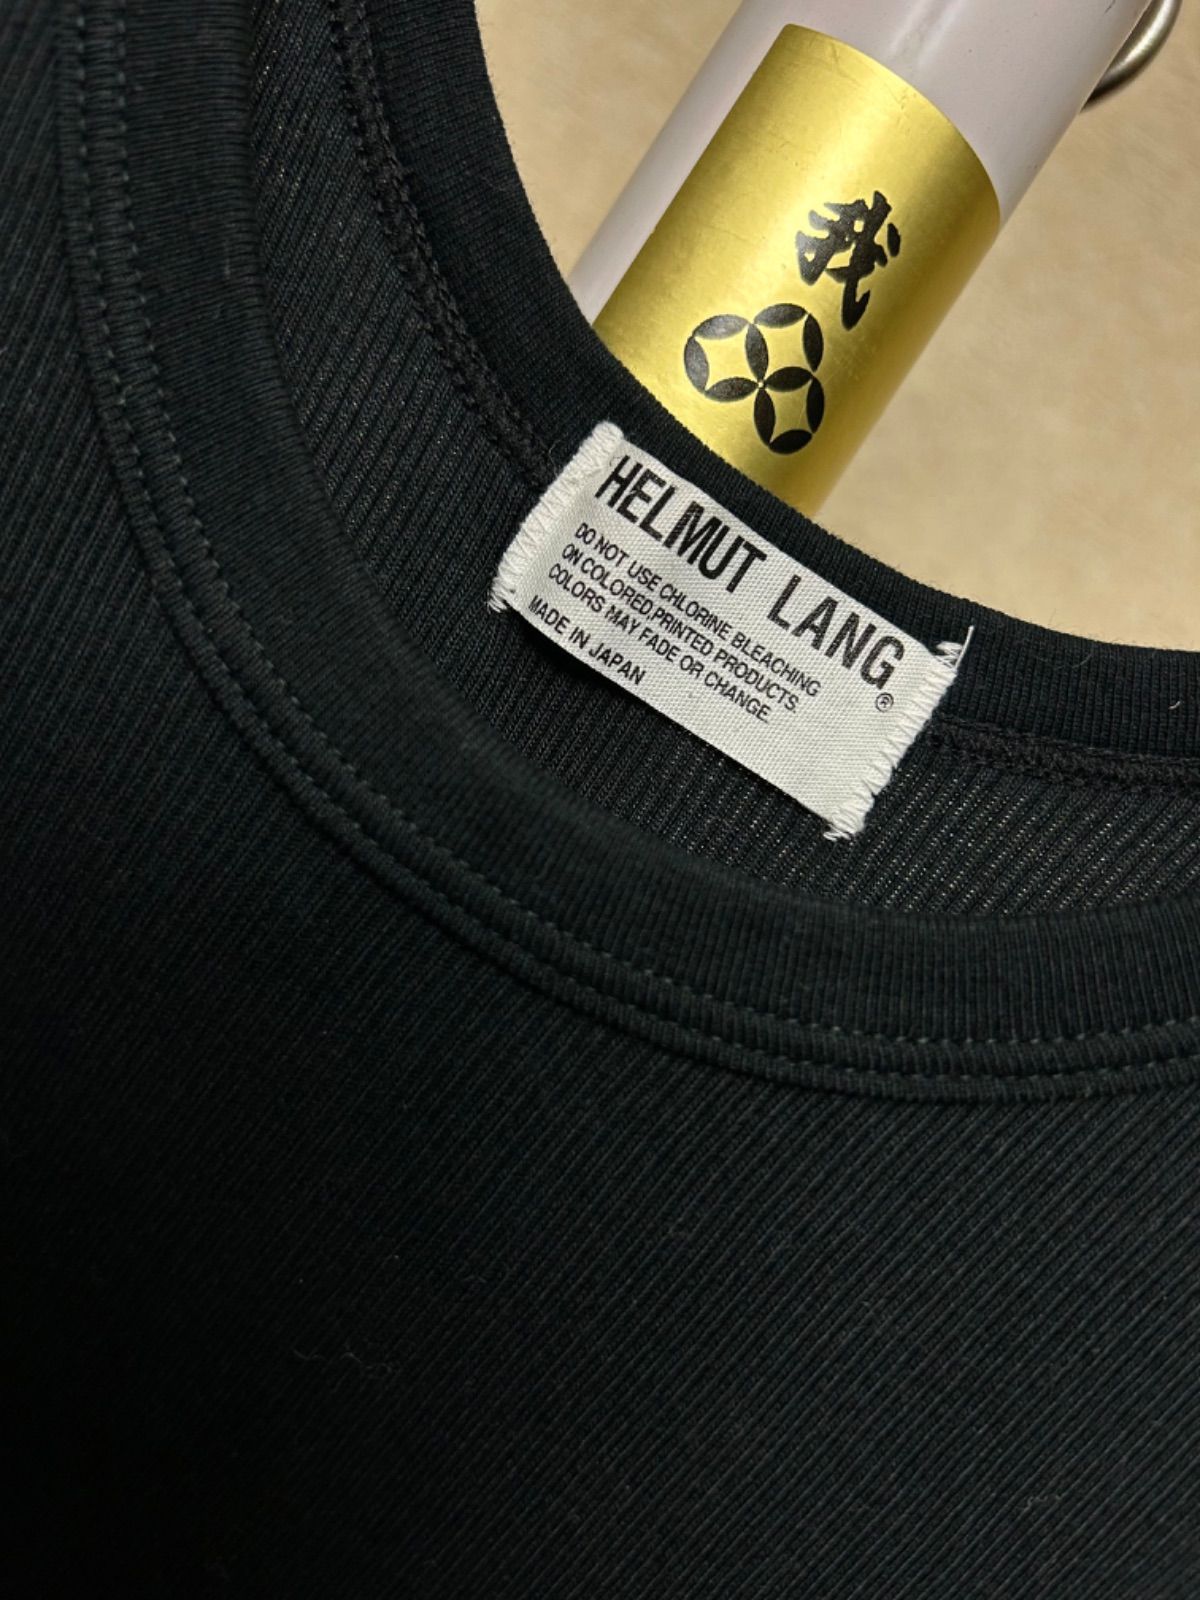 我
HELMUT LANG®
DO NOT USE CHLORINE BLEACHING
ON COLORED PRINTED PRODUCTS.
COLORS MAY FADE OR CHANGE.
MADE IN JAPAN